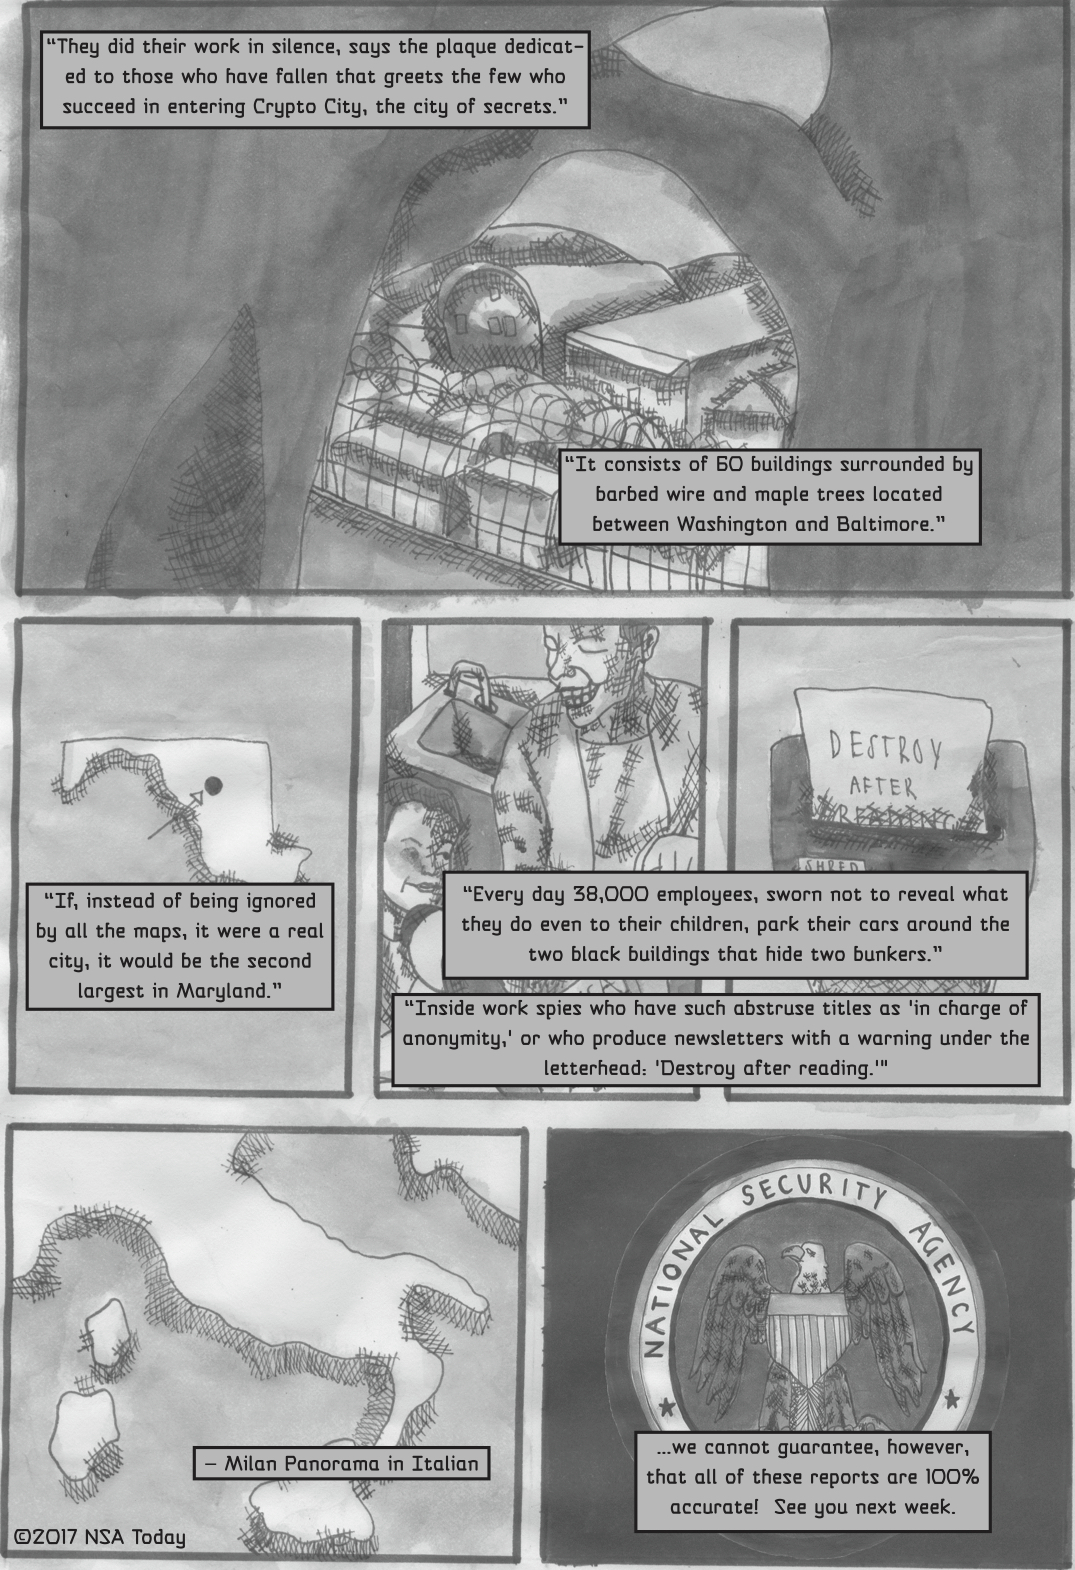 “They did their work in silence, says the plaque dedicat-
ed to those who have fallen that greets the few who
succeed in entering Crypto City, the city of secrets.”
“It consists of 60 buildings surrounded by
barbed wire and maple trees located
between Washington and Baltimore.”
“If, instead of being ignored
by all the maps, it were a real
city, it would be the second
largest in Maryland.”
DESTROY
AFTER
READING
SHRED
“Every day 38,000 employees, sworn not to reveal what
they do even to their children, park their cars around the
two black buildings that hide two bunkers.”
“Inside work spies who have such abstruse titles as 'in charge of
anonymity,' or who produce newsletters with a warning under the
letterhead: 'Destroy after reading.'"
– Milan Panorama in Italian
©2017 NSA Today
NATIONAL SECURITY AGENCY
...we cannot guarantee, however,
that all of these reports are 100%
accurate! See you next week.